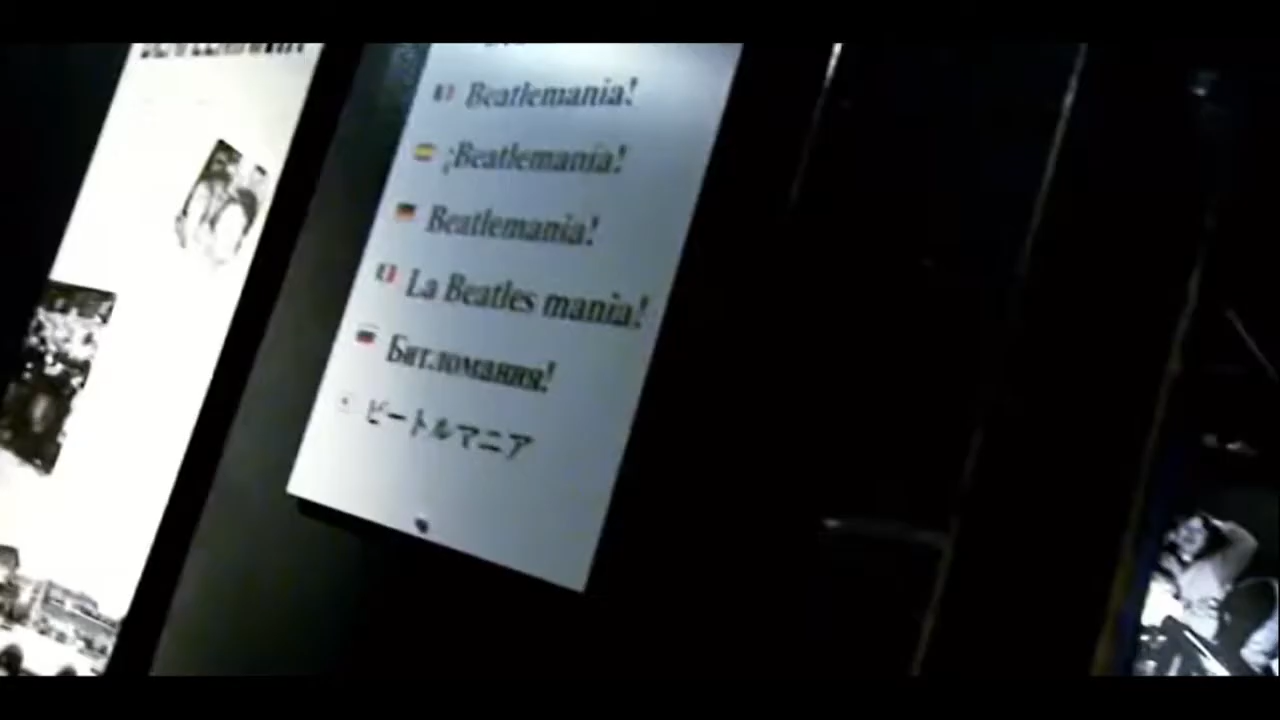 Beatlemania!
¡Beatlemania!
Beatlemania!
La Beatles mania!
Битломания!
ビートルマニア